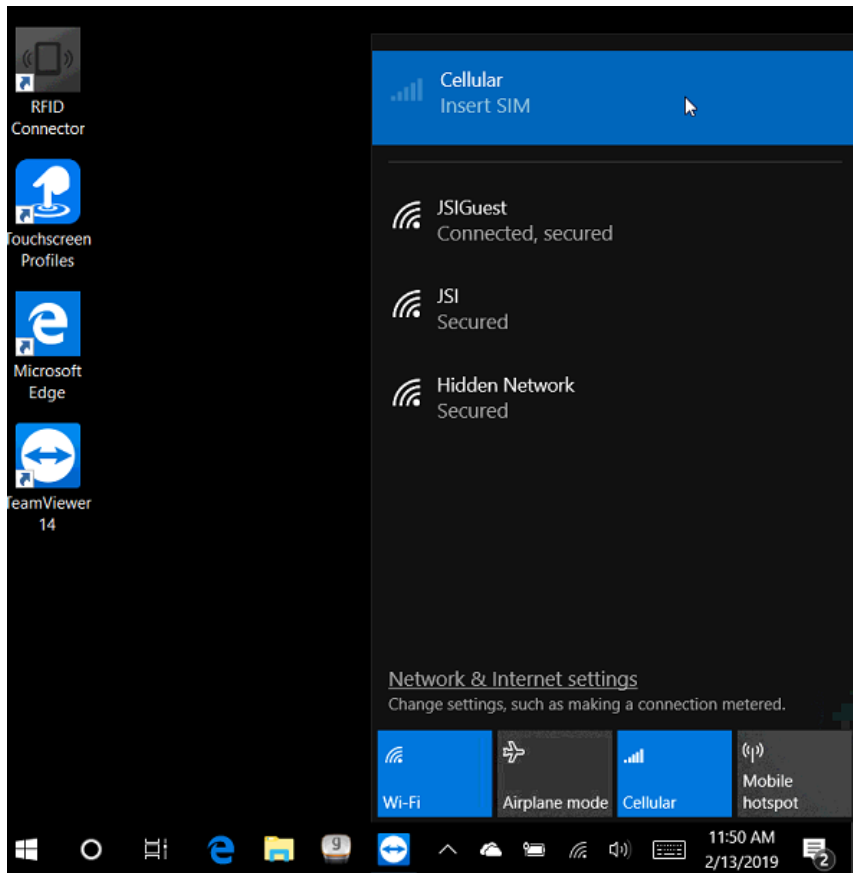 RFID
Connector
Touchscreen
Profiles
Microsoft
Edge
TeamViewer
14
Cellular
Insert SIM
JSIGuest
Connected, secured
JSI
Secured
Hidden Network
Secured
Network & Internet settings
Change settings, such as making a connection metered.
Wi-Fi
Airplane mode
Cellular
Mobile
hotspot
9
11:50 AM
2/13/2019
2